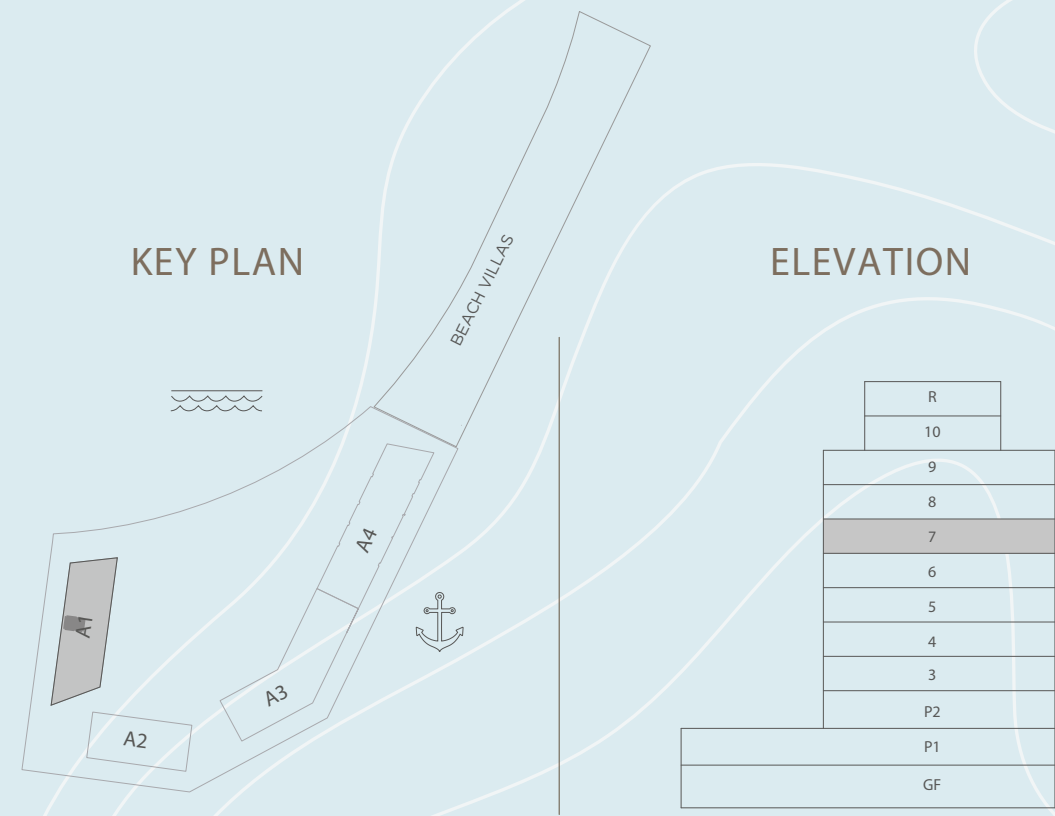 KEY PLAN
ELEVATION
BEACH VILLAS
A4
A1
A3
A2
R
10
9
8
7
6
5
4
3
P2
P1
GF